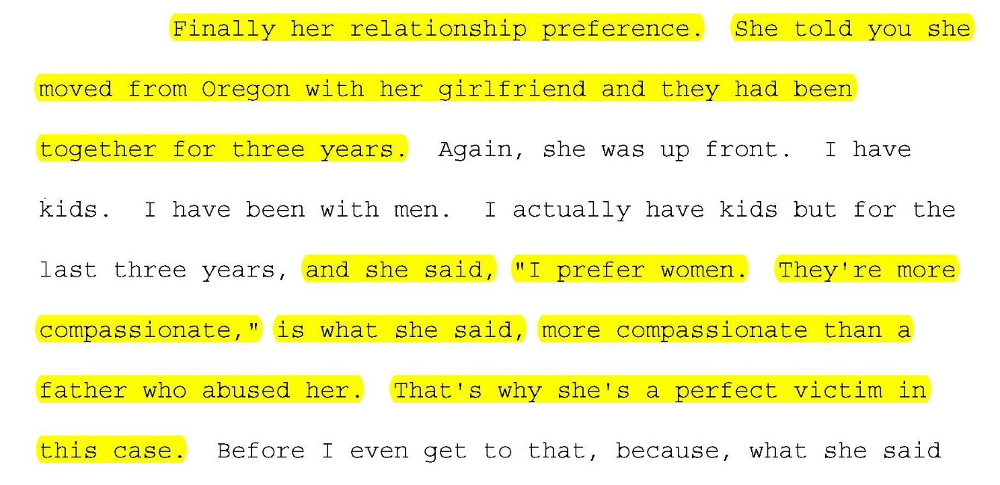 Finally her relationship preference.  She told you she
moved from Oregon with her girlfriend and they had been
together for three years.  Again, she was up front.  I have
kids.  I have been with men.  I actually have kids but for the
last three years, and she said, "I prefer women.  They're more
compassionate," is what she said, more compassionate than a
father who abused her.  That's why she's a perfect victim in
this case.  Before I even get to that, because, what she said